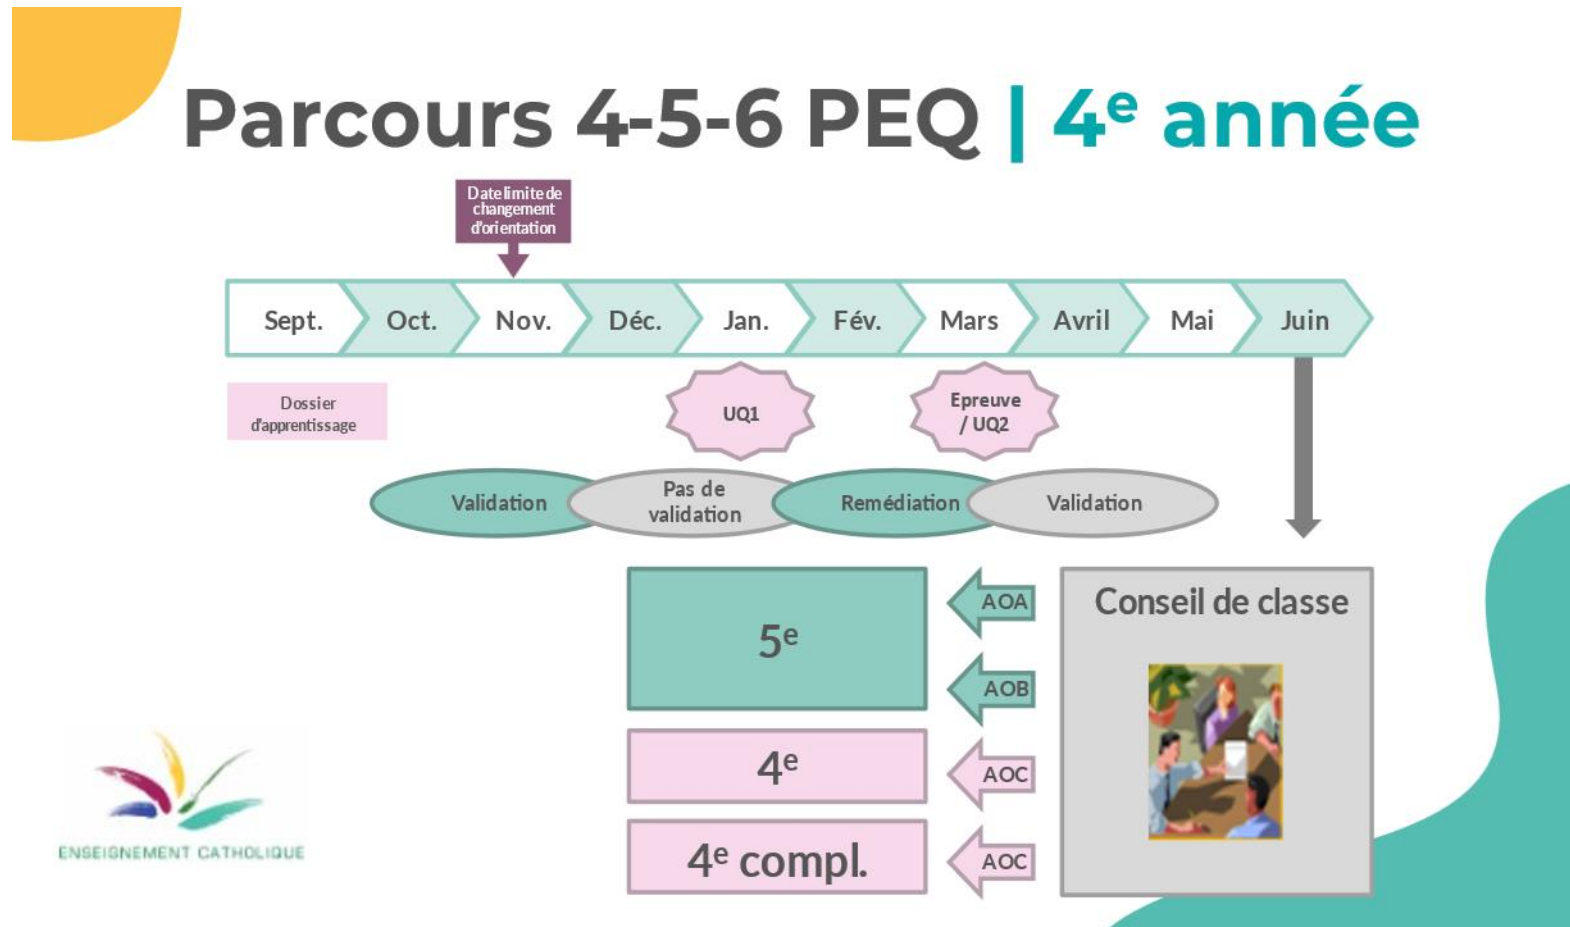 Parcours 4-5-6 PEQ | 4e année
Date limite de
changement
d'orientation
Sept.
Oct.
Nov.
Déc.
Jan.
Fév.
Mars
Avril
Mai
Juin
Dossier
d'apprentissage
UQ1
Epreuve
/ UQ2
Validation
Pas de
validation
Remédiation
Validation
5e
AOA
AOB
Conseil de classe
4e
AOC
4e compl.
AOC
ENSEIGNEMENT CATHOLIQUE